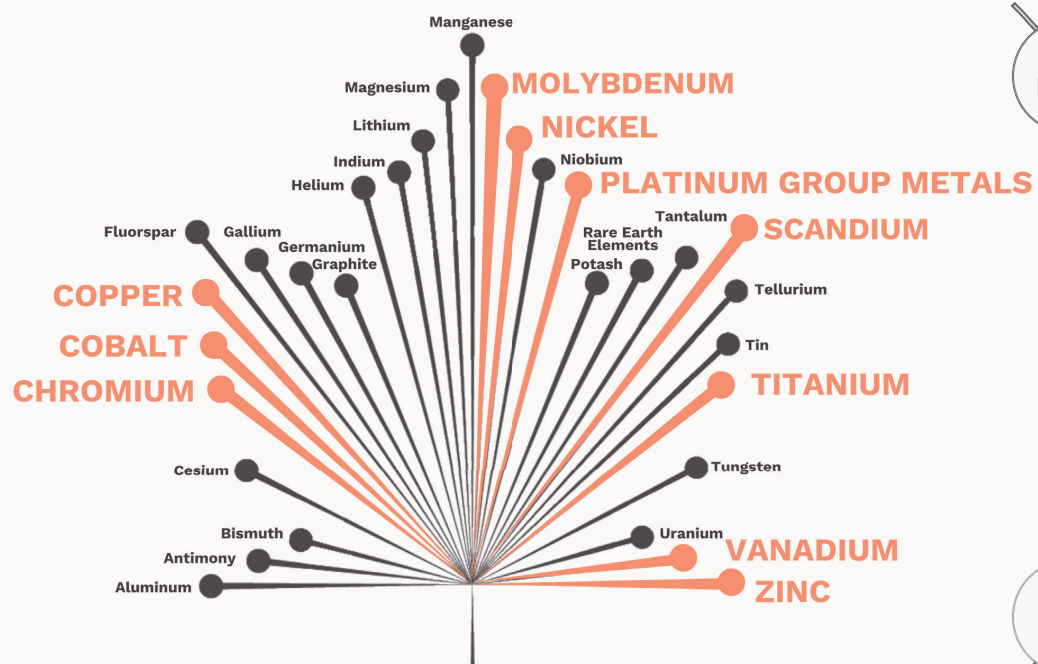 Manganese
Magnesium
MOLYBDENUM
Lithium
NICKEL
Indium
Niobium
Helium
PLATINUM GROUP METALS
Fluorspar
Gallium
Tantalum
SCANDIUM
Rare Earth
Elements
Germanium
Graphite
Potash
COPPER
Tellurium
COBALT
Tin
CHROMIUM
TITANIUM
Cesium
Tungsten
Bismuth
Uranium
Antimony
VANADIUM
Aluminum
ZINC